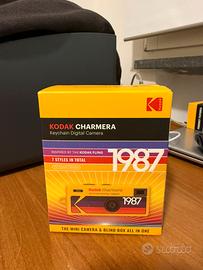 Kodak
KODAK CHARMERA
Keychain Digital Camera
INSPIRED BY THE KODAK FLING
7 STYLES IN TOTAL
1987
Kodak Charmera
1987
THE MINI CAMERA & BLIND BOX ALL IN ONE
subito